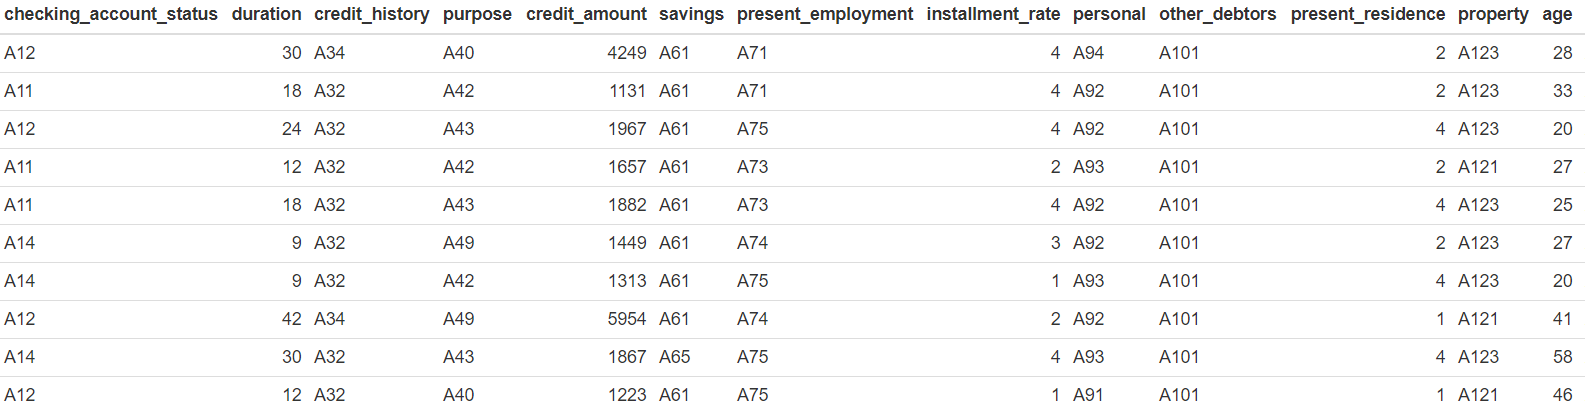 checking_account_status duration credit_history purpose credit_amount savings present_employment installment_rate personal other_debtors present_residence property age
A12 30 A34 A40 4249 A61 A71 4 A94 A101 2 A123 28
A11 18 A32 A42 1131 A61 A71 4 A92 A101 2 A123 33
A12 24 A32 A43 1967 A61 A75 4 A92 A101 4 A123 20
A11 12 A32 A42 1657 A61 A73 2 A93 A101 2 A121 27
A11 18 A32 A43 1882 A61 A73 4 A92 A101 4 A123 25
A14 9 A32 A49 1449 A61 A74 3 A92 A101 2 A123 27
A14 9 A32 A42 1313 A61 A75 1 A93 A101 4 A123 20
A12 42 A34 A49 5954 A61 A74 2 A92 A101 1 A121 41
A14 30 A32 A43 1867 A65 A75 4 A93 A101 4 A123 58
A12 12 A32 A40 1223 A61 A75 1 A91 A101 1 A121 46